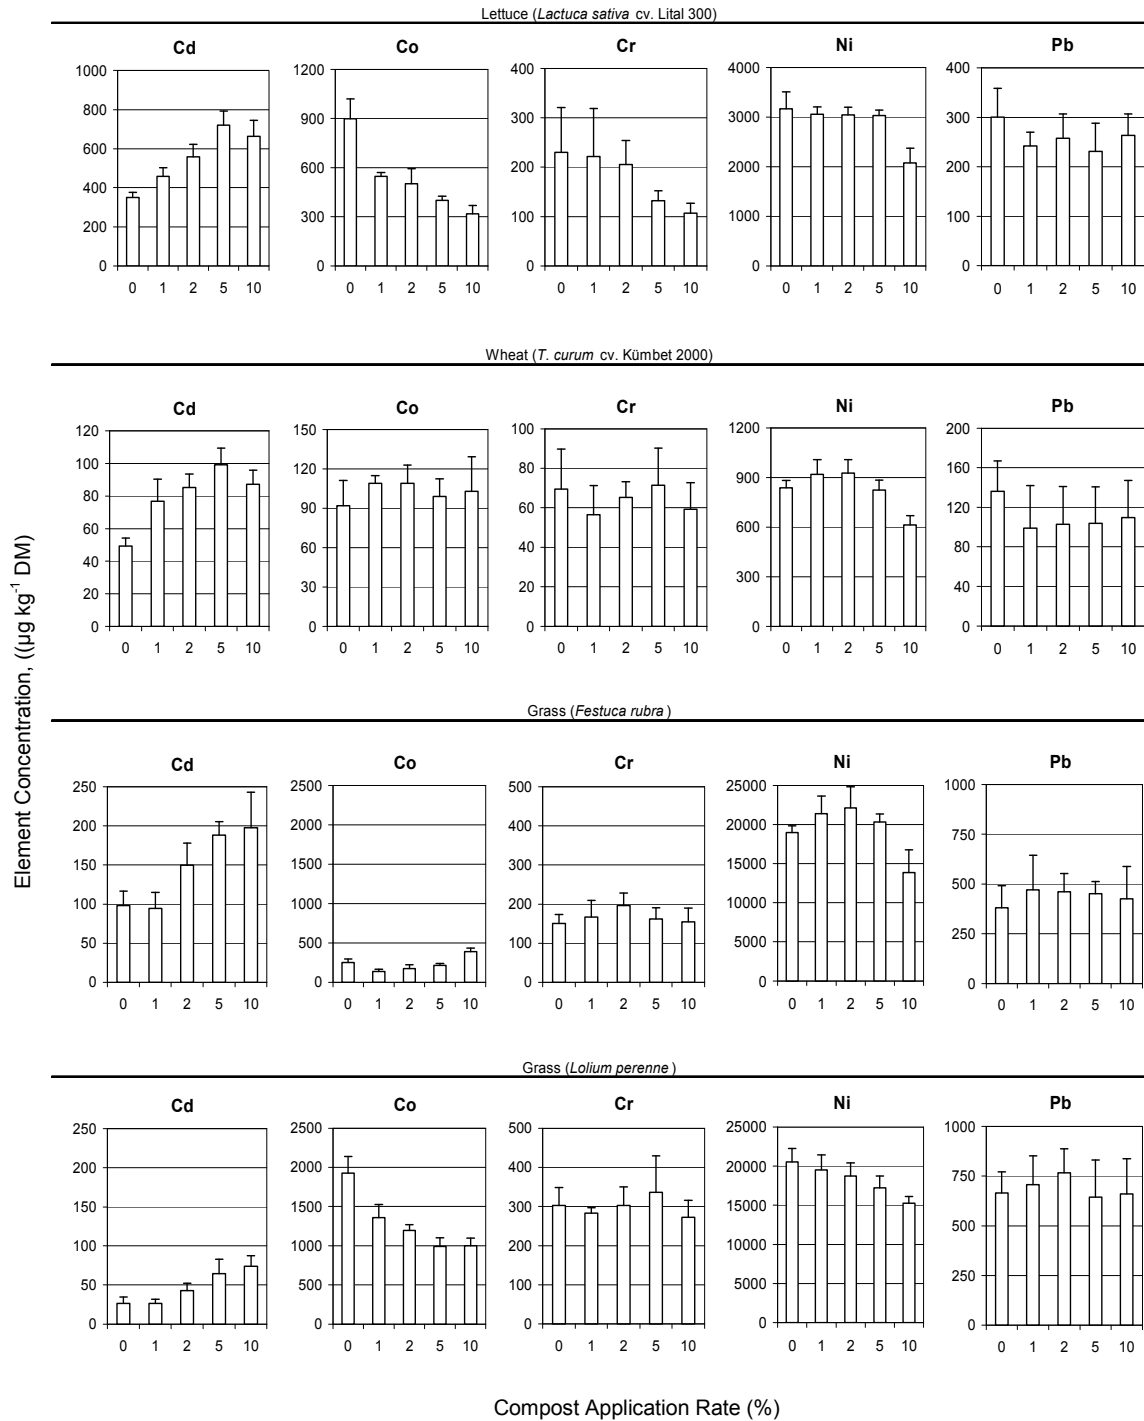 Lettuce (Lactuca sativa cv. Lital 300)
Cd Co Cr Ni Pb
1000 1200 400 4000 400
800 900 300 3000 300
600 600 200 2000 200
400 300 100 1000 100
200 0 0 0 0
0
0 1 2 5 10 0 1 2 5 10 0 1 2 5 10 0 1 2 5 10 0 1 2 5 10
Wheat (T. curum cv. Kümbet 2000)
Cd Co Cr Ni Pb
120 150 100 1200 200
100 120 80 900 160
80 90 60 600 120
60 60 40 300 80
40 30 20 0 40
20 0 0 0
0
0 1 2 5 10 0 1 2 5 10 0 1 2 5 10 0 1 2 5 10 0 1 2 5 10
Element Concentration, ((µg kg-1 DM)
Grass (Festuca rubra)
Cd Co Cr Ni Pb
250 2500 500 25000 1000
200 2000 400 20000 750
150 1500 300 15000 500
100 1000 200 10000 250
50 500 100 5000 0
0 0 0 0
0 1 2 5 10 0 1 2 5 10 0 1 2 5 10 0 1 2 5 10 0 1 2 5 10
Grass (Lolium perenne)
Cd Co Cr Ni Pb
250 2500 500 25000 1000
200 2000 400 20000 750
150 1500 300 15000 500
100 1000 200 10000 250
50 500 100 5000 0
0 0 0 0
0 1 2 5 10 0 1 2 5 10 0 1 2 5 10 0 1 2 5 10 0 1 2 5 10
Compost Application Rate (%)